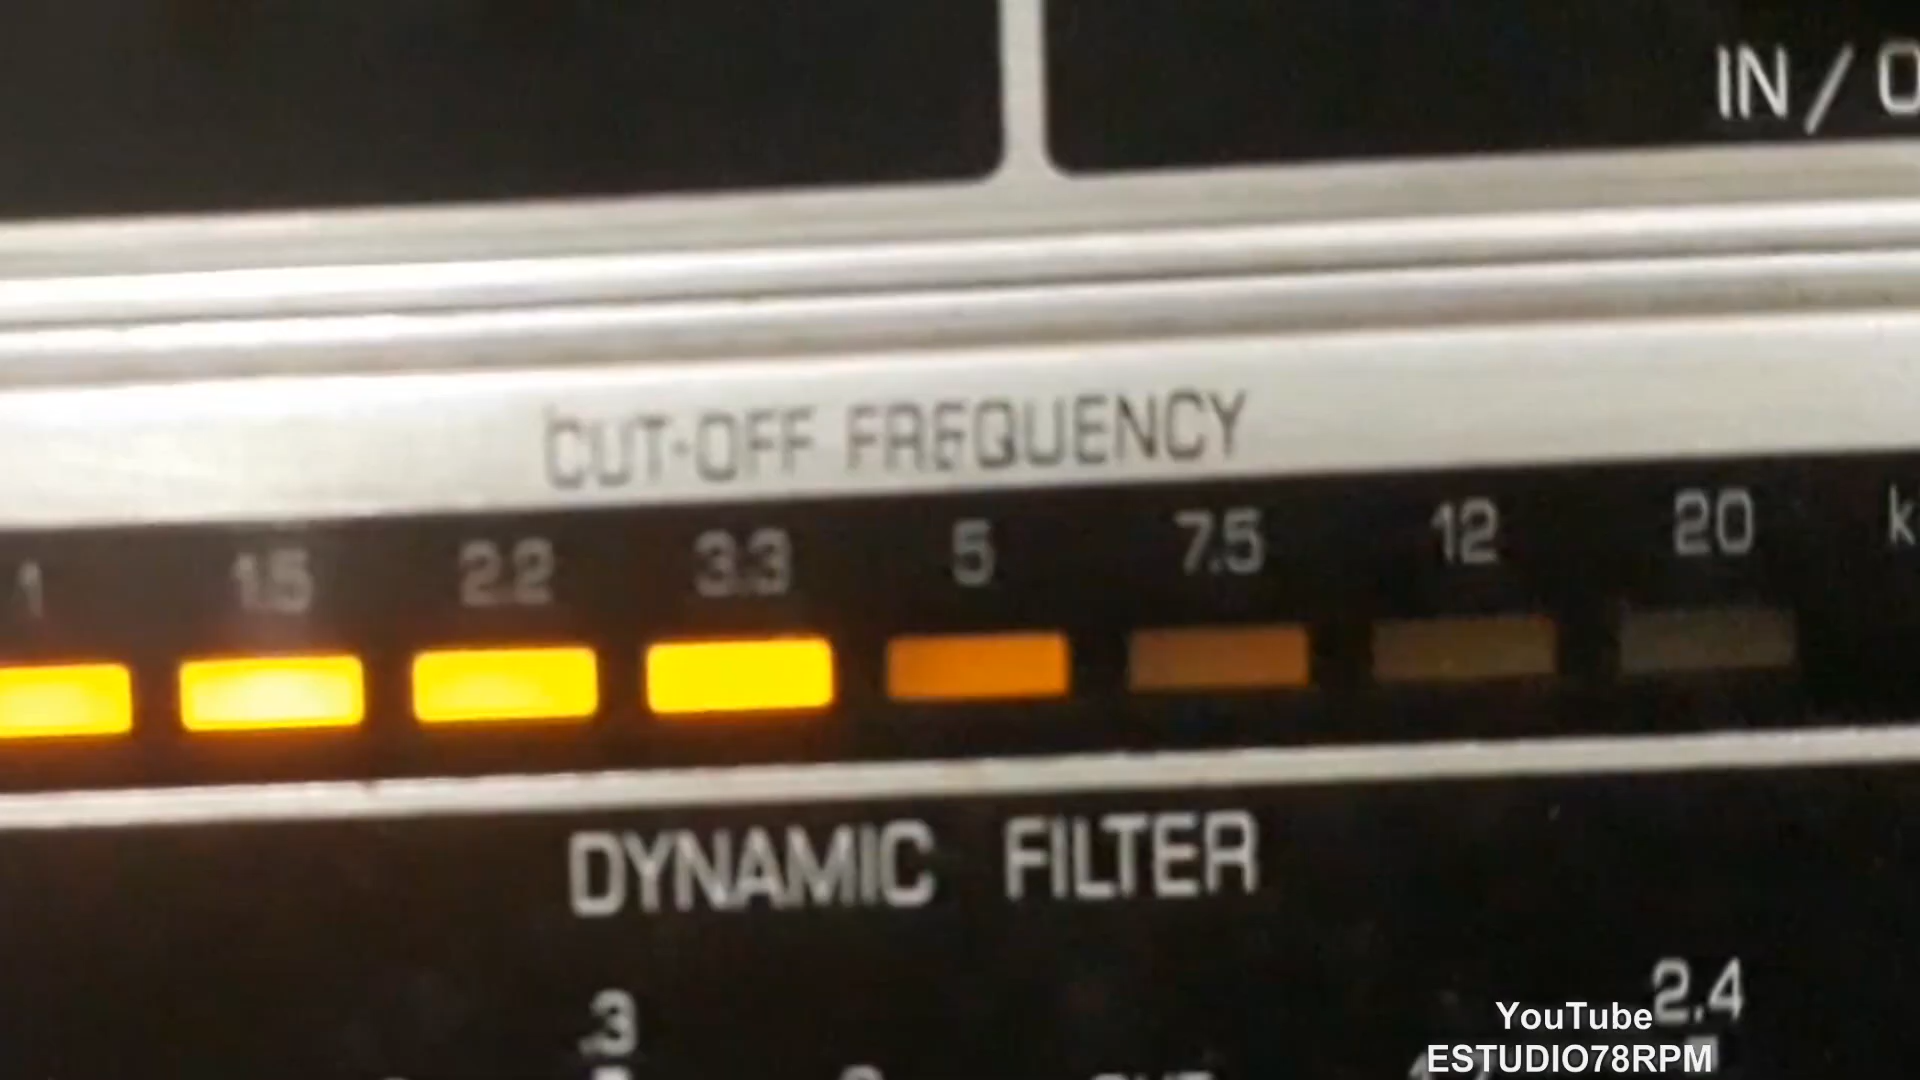 IN / O
CUT-OFF FREQUENCY
1 1.5 2.2 3.3 5 7.5 12 20 k
DYNAMIC FILTER
.3 2.4
YouTube
ESTUDIO78RPM